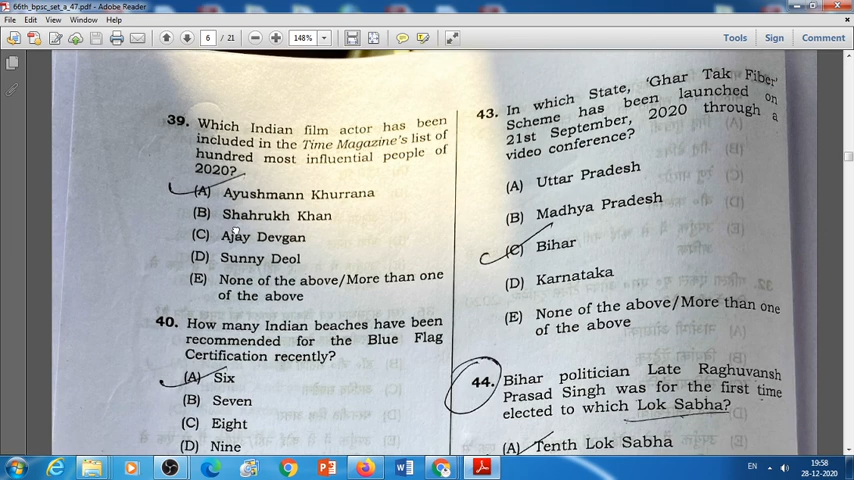 66th_bpsc_set_a_47.pdf - Adobe Reader
File Edit View Window Help
6 / 21 148% Tools Sign Comment
39. Which Indian film actor has been
included in the Time Magazine's list of
hundred most influential people of
2020?
(A) Ayushmann Khurrana
(B) Shahrukh Khan
(C) Ajay Devgan
(D) Sunny Deol
(E) None of the above/More than one
of the above
40. How many Indian beaches have been
recommended for the Blue Flag
Certification recently?
(A) Six
(B) Seven
(C) Eight
(D) Nine
43. In which State, 'Ghar Tak Fiber'
Scheme has been launched on
21st September, 2020 through a
video conference?
(A) Uttar Pradesh
(B) Madhya Pradesh
(C) Bihar
(D) Karnataka
(E) None of the above/More than one
of the above
44. Bihar politician Late Raghuvansh
Prasad Singh was for the first time
elected to which Lok Sabha?
(A) Tenth Lok Sabha
EN 19:58
28-12-2020